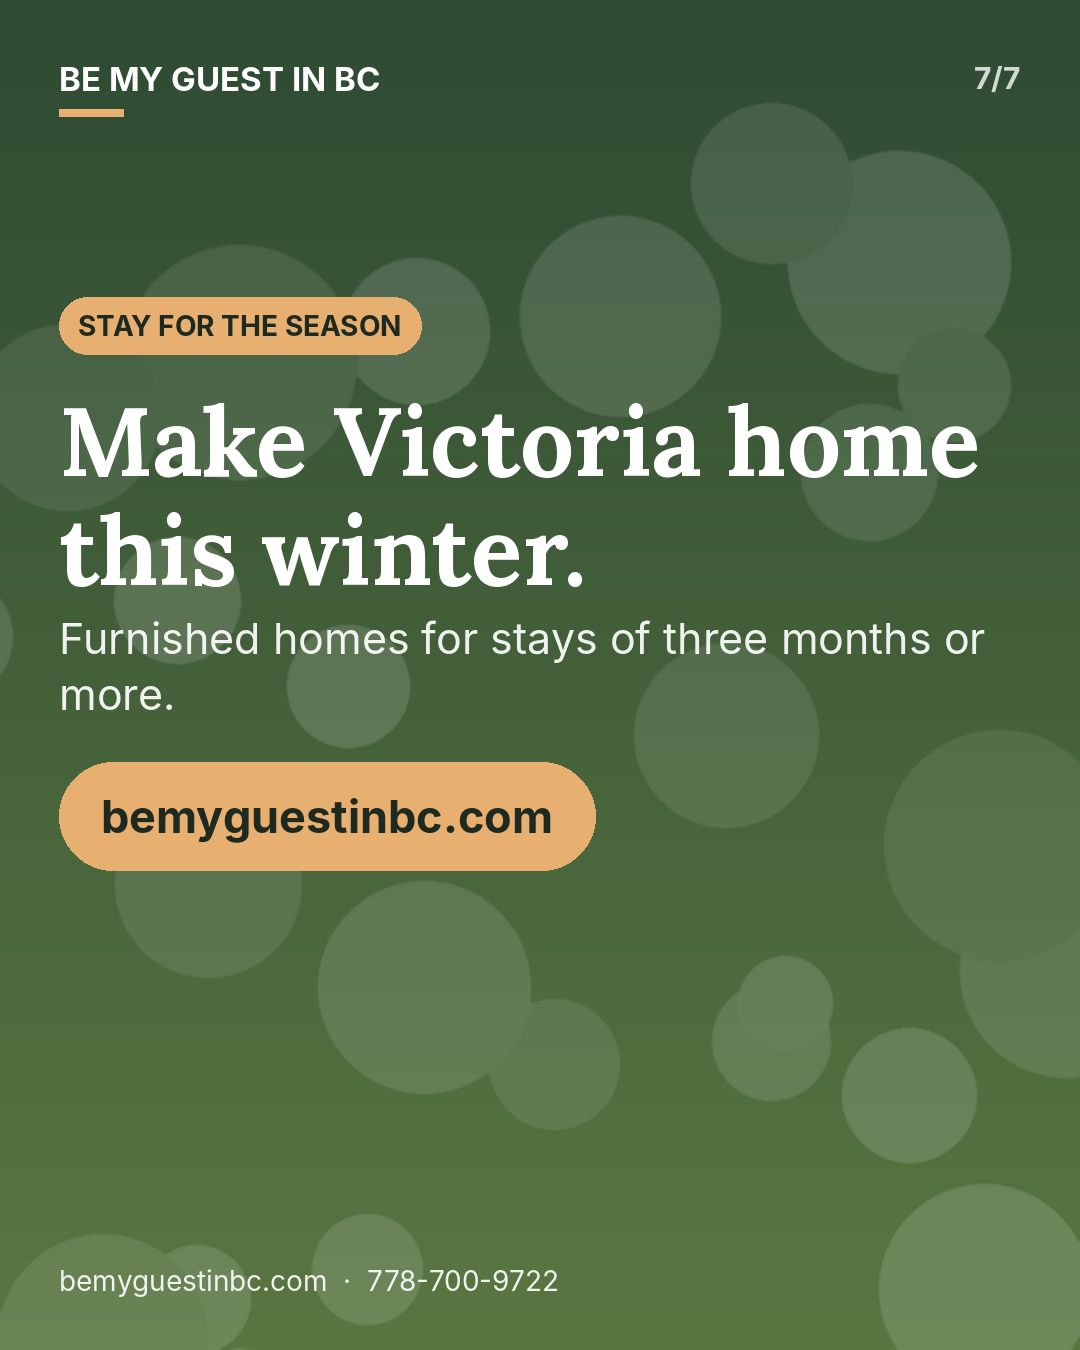 BE MY GUEST IN BC
7/7
STAY FOR THE SEASON
Make Victoria home
this winter.
Furnished homes for stays of three months or
more.
bemyguestinbc.com
bemyguestinbc.com · 778-700-9722